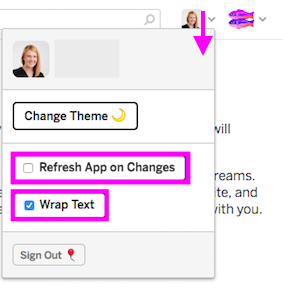 Change Theme 🌙
will
Refresh App on Changes
reams.
te, and
Wrap Text
with you.
Sign Out 🎈